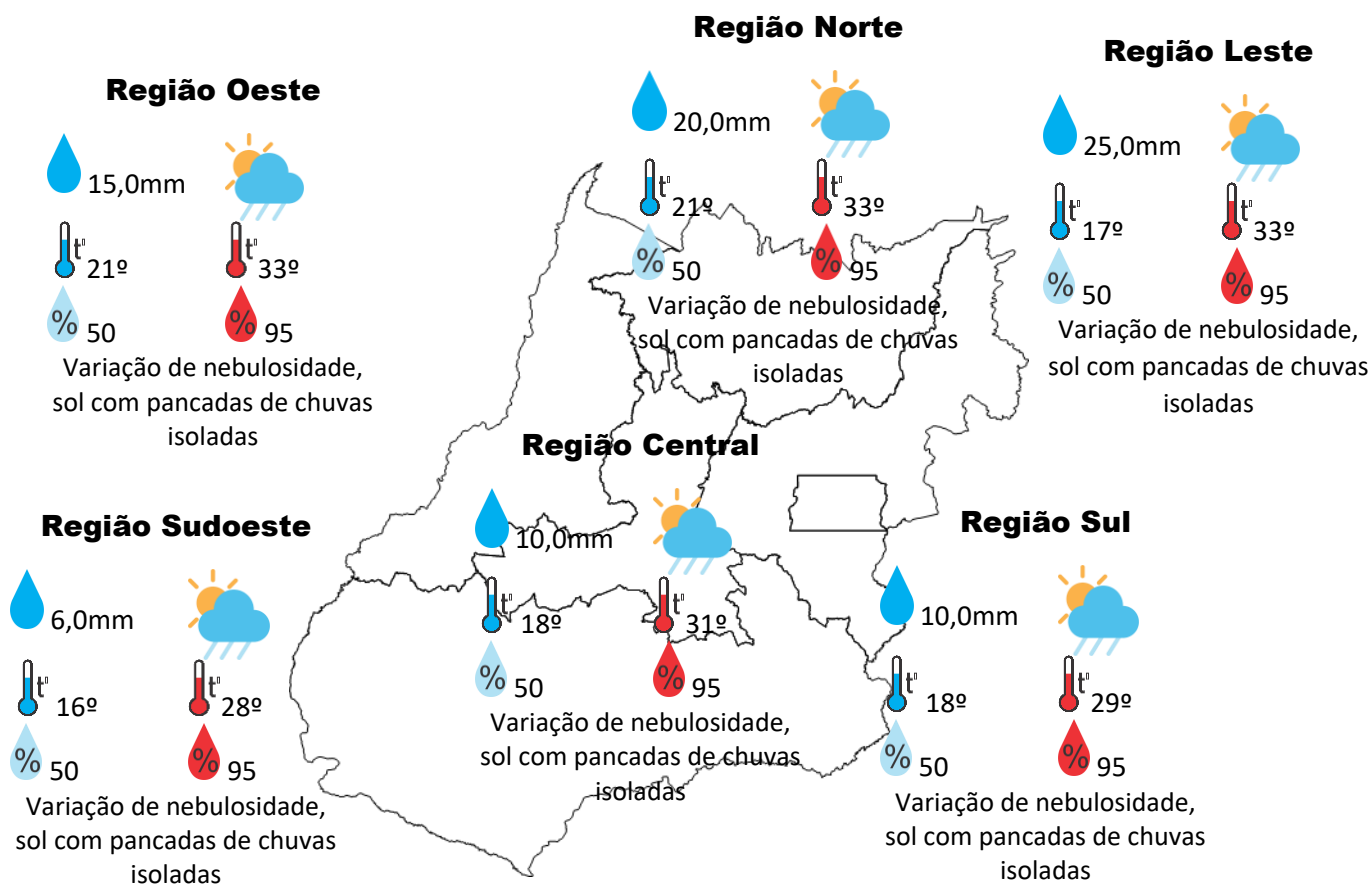 Região Norte
20,0mm
t°
21º
t°
33º
%
50
%
95
Variação de nebulosidade,
sol com pancadas de chuvas
isoladas
Região Leste
25,0mm
t°
17º
t°
33º
%
50
%
95
Variação de nebulosidade,
sol com pancadas de chuvas
isoladas
Região Oeste
15,0mm
t°
21º
t°
33º
%
50
%
95
Variação de nebulosidade,
sol com pancadas de chuvas
isoladas
Região Central
10,0mm
t°
18º
t°
31º
%
50
%
95
Variação de nebulosidade,
sol com pancadas de chuvas
isoladas
Região Sudoeste
6,0mm
t°
16º
t°
28º
%
50
%
95
Variação de nebulosidade,
sol com pancadas de chuvas
isoladas
Região Sul
10,0mm
t°
18º
t°
29º
%
50
%
95
Variação de nebulosidade,
sol com pancadas de chuvas
isoladas